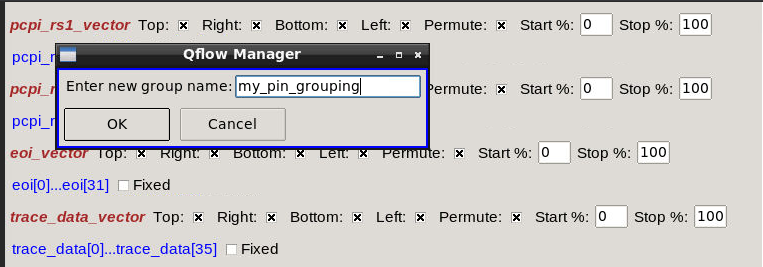 pcpi_rs1_vector Top: Right: Bottom: Left: Permute: Start %: 0 Stop %: 100
Qflow Manager
Enter new group name: my_pin_grouping
OK Cancel
pcpi_r
pcpi_r Permute: Start %: 0 Stop %: 100
pcpi_r
eoi_vector Top: Right: Bottom: Left: Permute: Start %: 0 Stop %: 100
eoi[0]...eoi[31] Fixed
trace_data_vector Top: Right: Bottom: Left: Permute: Start %: 0 Stop %: 100
trace_data[0]...trace_data[35] Fixed